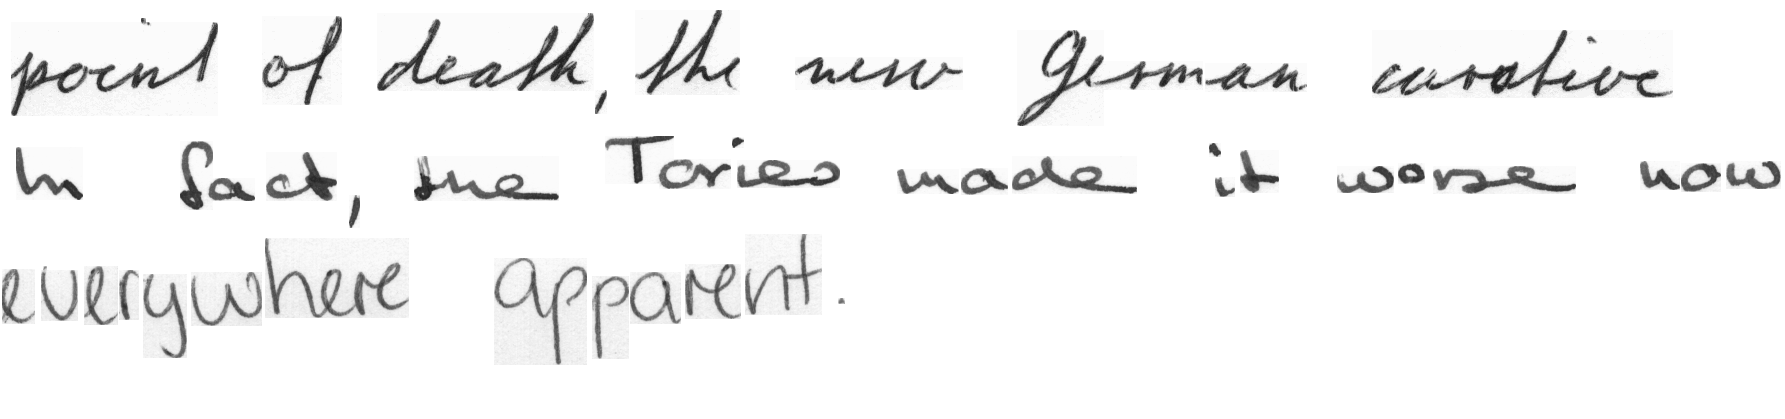 point of death, the new German curative
In fact, the Tories made it worse now
everywhere apparent.